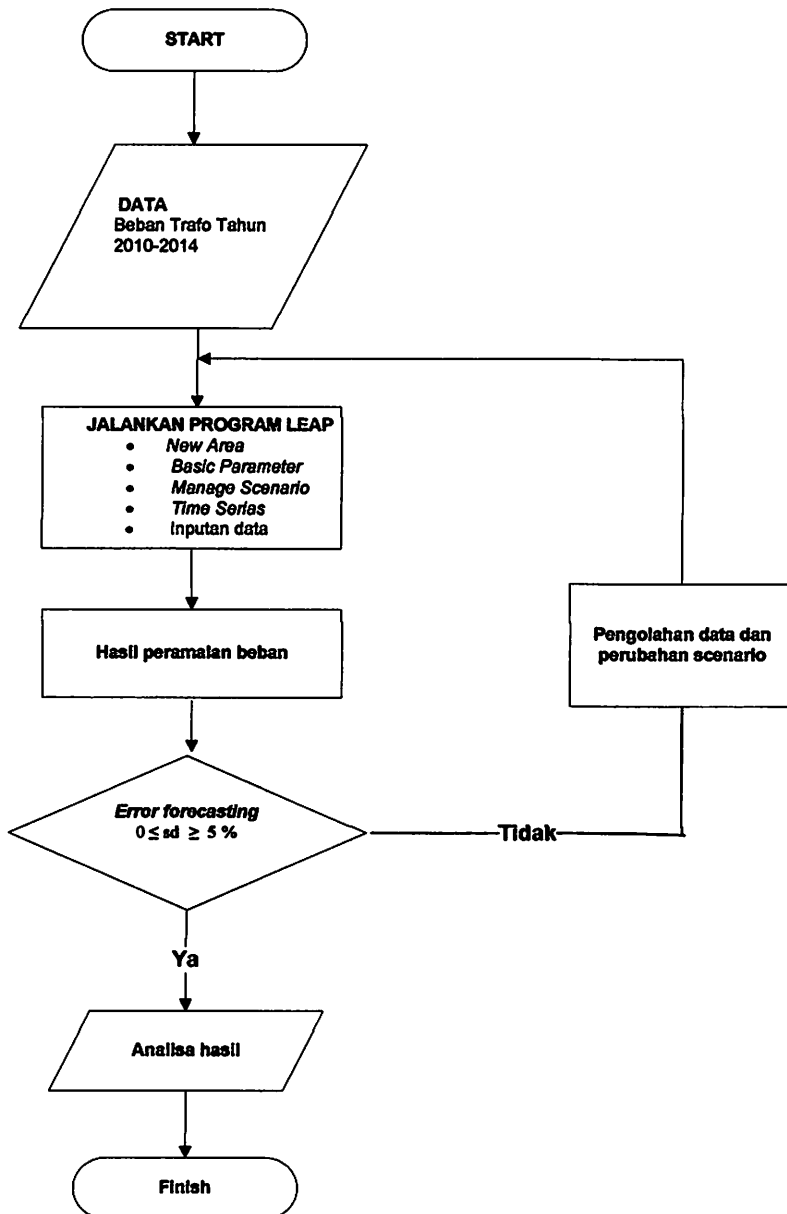 START
DATA
Beban Trafo Tahun
2010-2014
JALANKAN PROGRAM LEAP
• New Area
• Basic Parameter
• Manage Scenario
• Time Series
• Inputan data
Hasil peramalan beban
Pengolahan data dan
perubahan scenario
Error forecasting
0 ≤ sd ≥ 5 %
Tidak
Ya
Analisa hasil
Finish